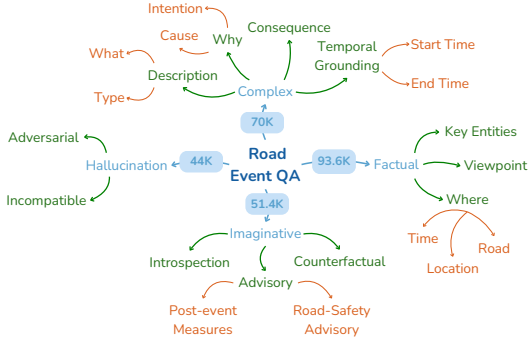 Intention
Cause
Why
Consequence
What
Description
Type
Temporal
Grounding
Start Time
End Time
Complex
70K
Adversarial
Hallucination
44K
Incompatible
Road
Event QA
93.6K
Factual
Key Entities
Viewpoint
Where
Time
Location
Road
51.4K
Imaginative
Introspection
Advisory
Counterfactual
Post-event
Measures
Road-Safety
Advisory